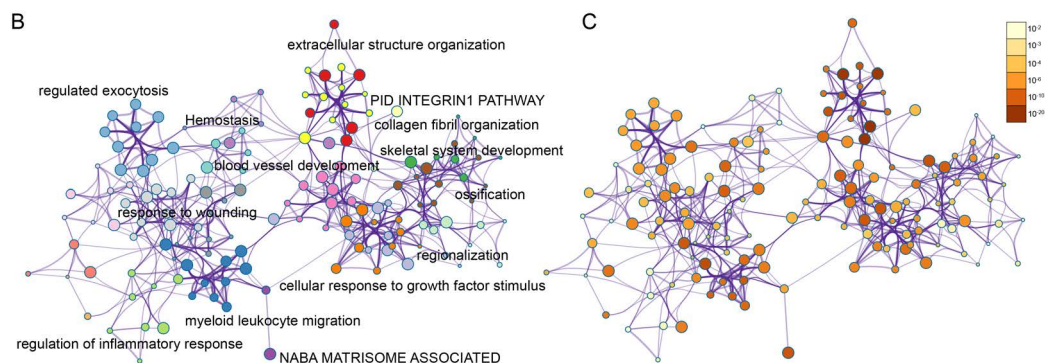 B
C
extracellular structure organization
regulated exocytosis
PID INTEGRIN1 PATHWAY
Hemostasis
collagen fibril organization
skeletal system development
blood vessel development
ossification
response to wounding
regionalization
cellular response to growth factor stimulus
myeloid leukocyte migration
regulation of inflammatory response
NABA MATRISOME ASSOCIATED
10⁻²
10⁻³
10⁻⁴
10⁻⁶
10⁻¹⁰
10⁻²⁰